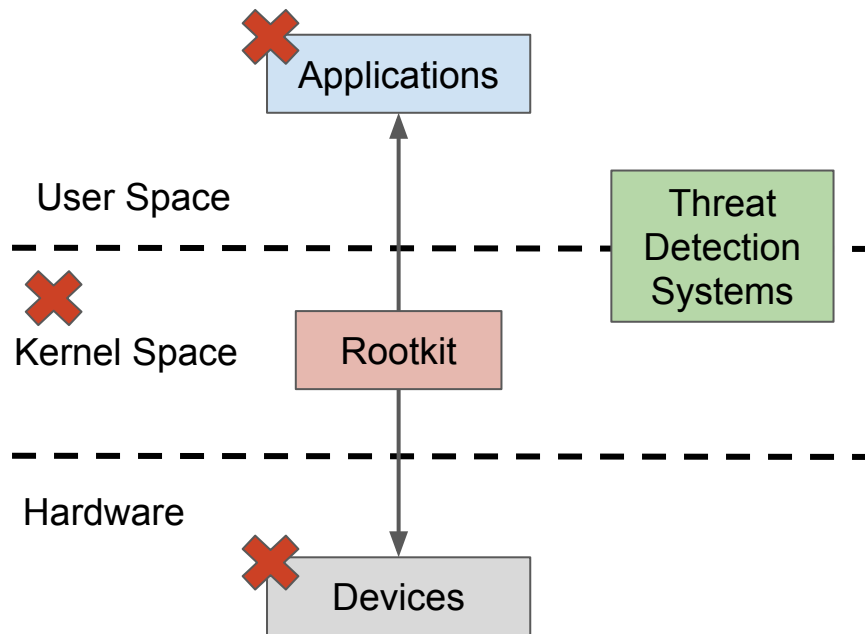 Applications
User Space
Threat
Detection
Systems
Kernel Space
Rootkit
Hardware
Devices